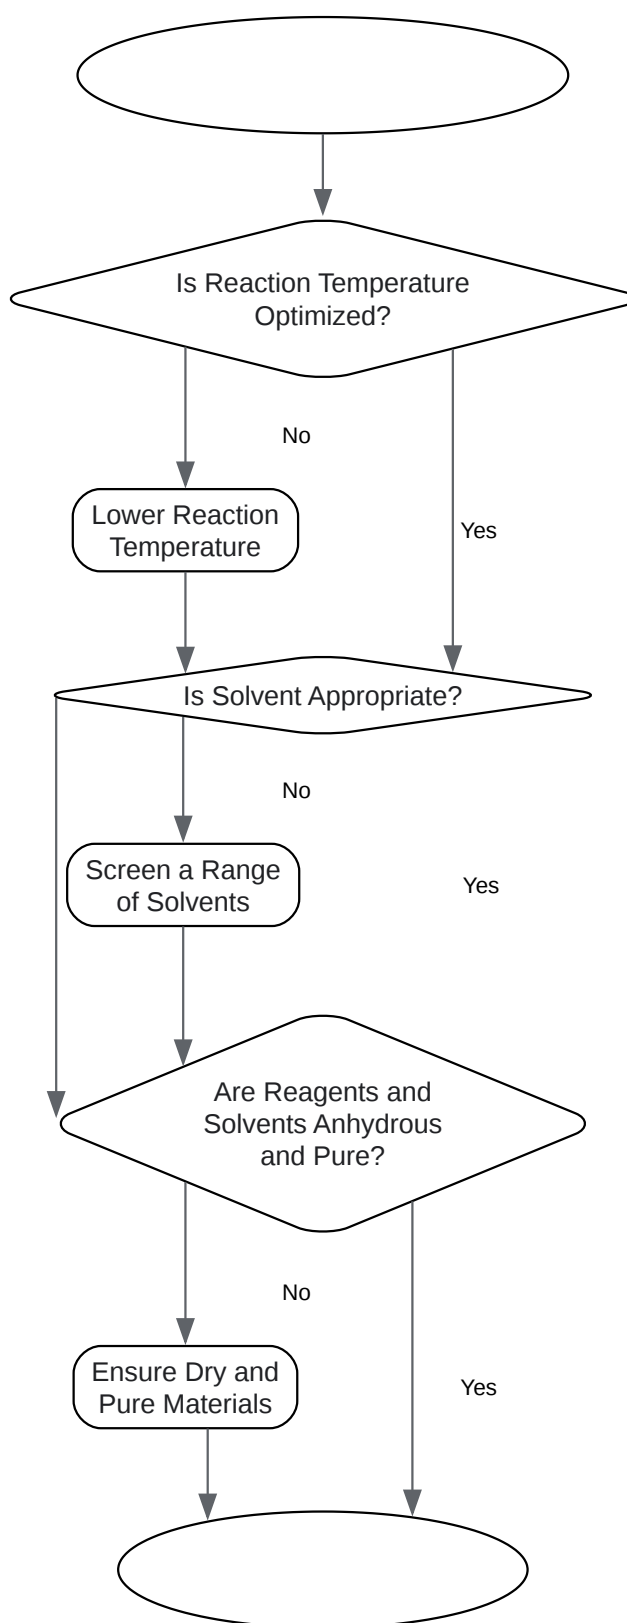 Is Reaction Temperature
Optimized?
No
Lower Reaction
Temperature
Yes
Is Solvent Appropriate?
No
Screen a Range
of Solvents
Yes
Are Reagents and
Solvents Anhydrous
and Pure?
No
Ensure Dry and
Pure Materials
Yes